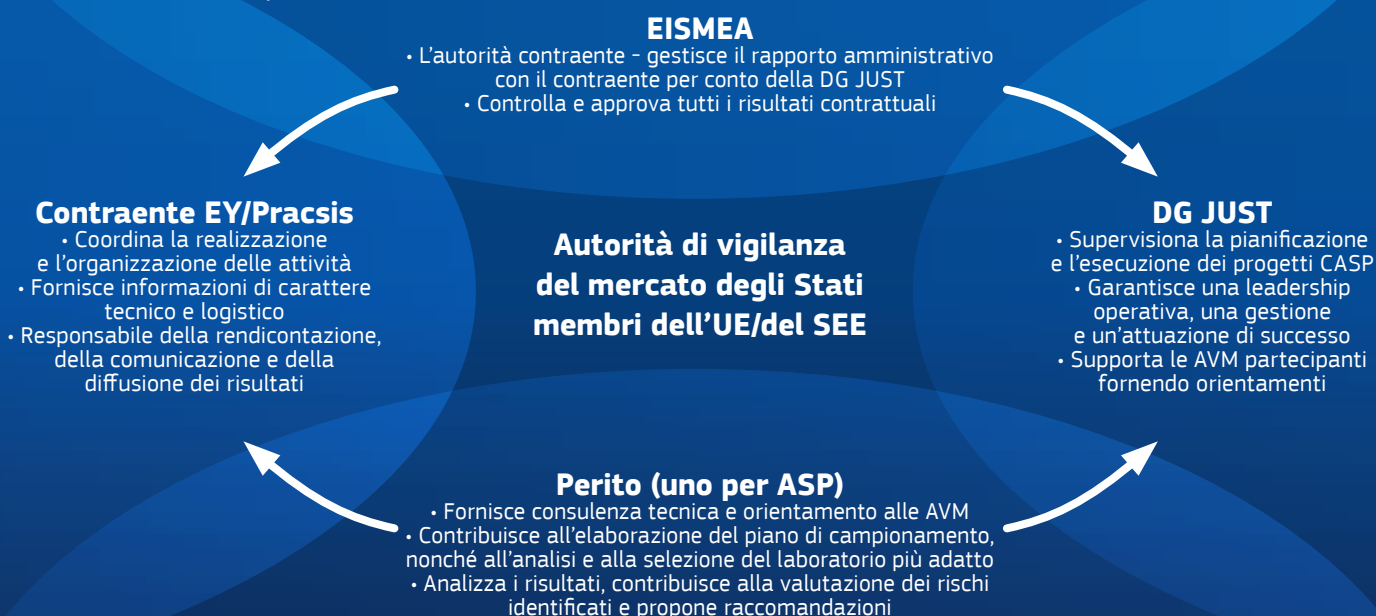 EISMEA
• L'autorità contraente - gestisce il rapporto amministrativo
con il contraente per conto della DG JUST
• Controlla e approva tutti i risultati contrattuali
Contraente EY/Pracsis
• Coordina la realizzazione
e l'organizzazione delle attività
• Fornisce informazioni di carattere
tecnico e logistico
• Responsabile della rendicontazione,
della comunicazione e della
diffusione dei risultati
Autorità di vigilanza
del mercato degli Stati
membri dell'UE/del SEE
DG JUST
• Supervisiona la pianificazione
e l'esecuzione dei progetti CASP
• Garantisce una leadership
operativa, una gestione
e un'attuazione di successo
• Supporta le AVM partecipanti
fornendo orientamenti
Perito (uno per ASP)
• Fornisce consulenza tecnica e orientamento alle AVM
• Contribuisce all'elaborazione del piano di campionamento,
nonché all'analisi e alla selezione del laboratorio più adatto
• Analizza i risultati, contribuisce alla valutazione dei rischi
identificati e propone raccomandazioni